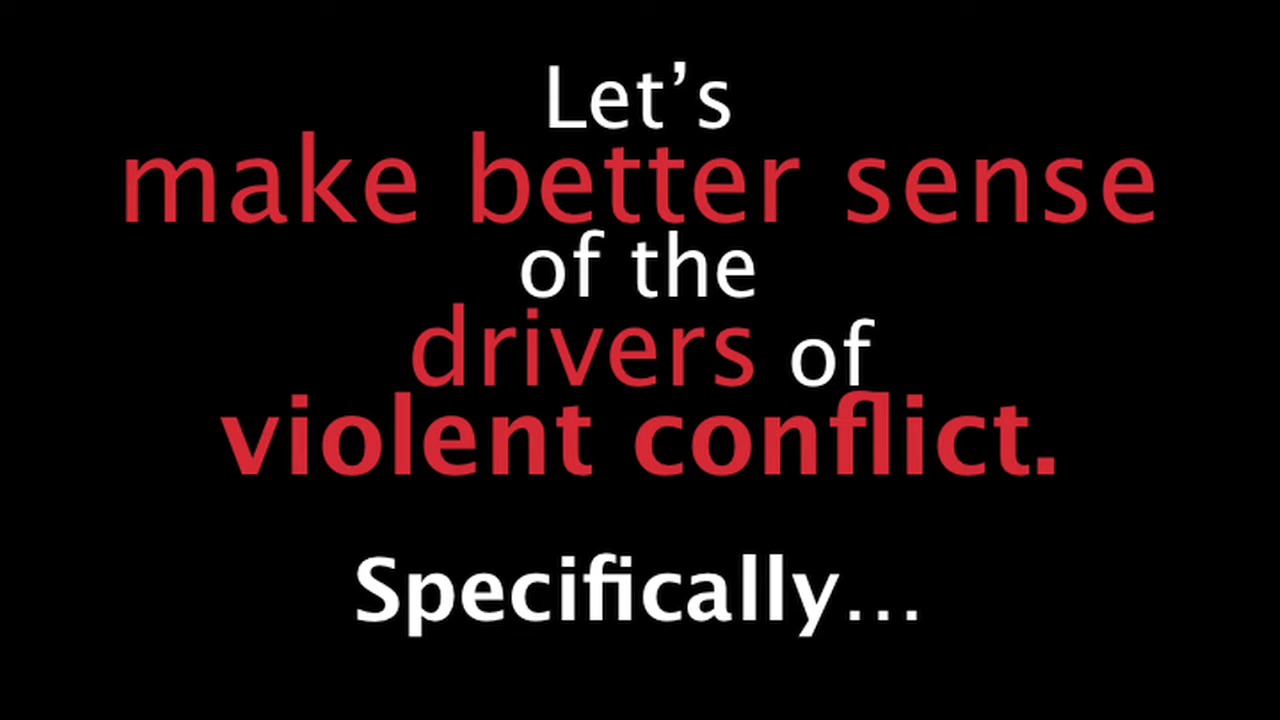 Let’s
make better sense
of the
drivers of
violent conflict.
Specifically…